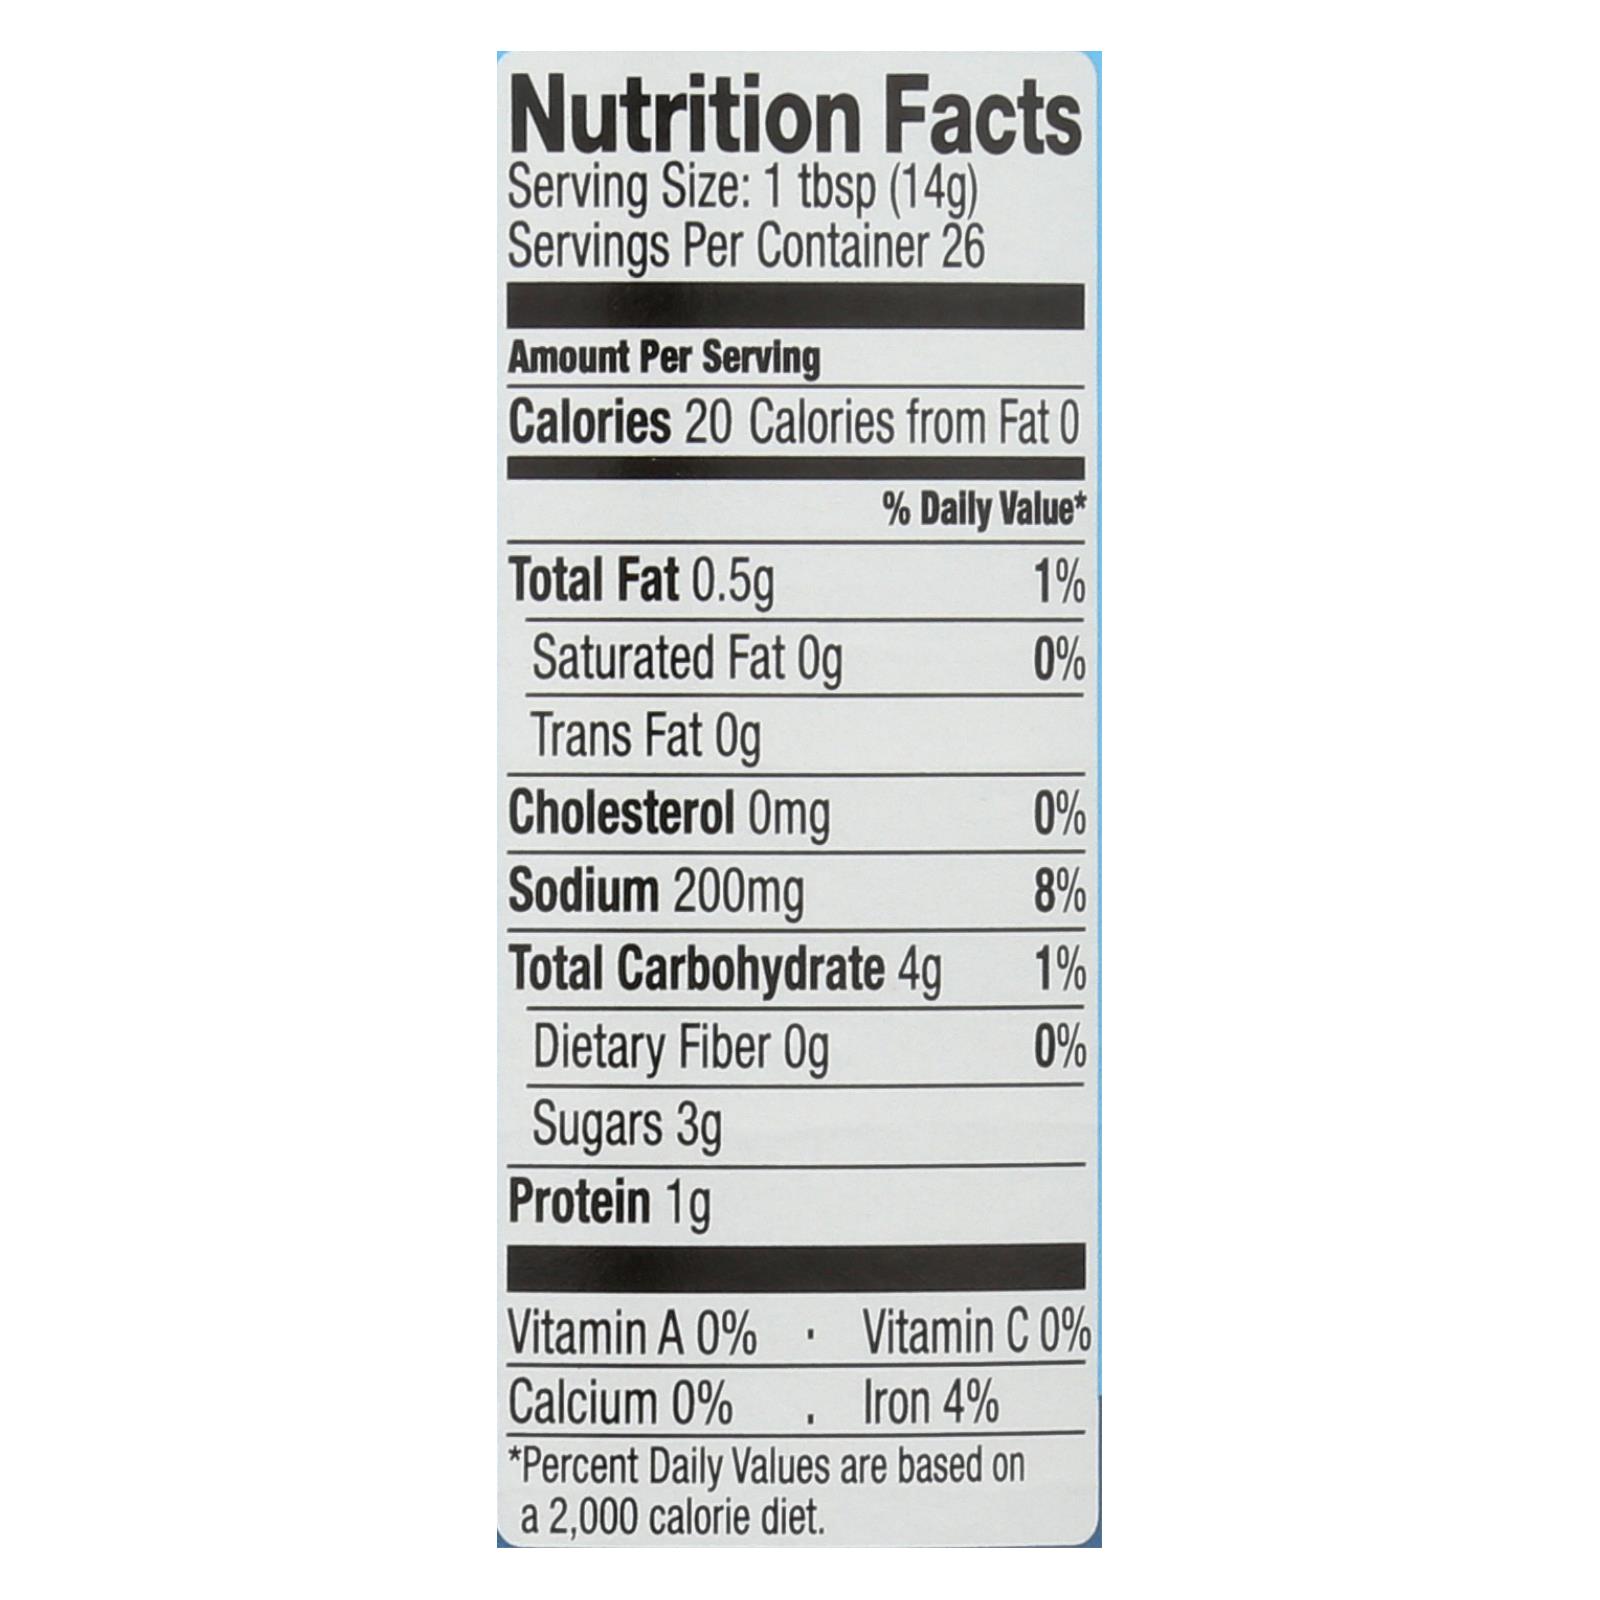 Nutrition Facts
Serving Size: 1 tbsp (14g)
Servings Per Container 26
Amount Per Serving
Calories 20 Calories from Fat 0
% Daily Value*
Total Fat 0.5g 1%
Saturated Fat 0g 0%
Trans Fat 0g
Cholesterol 0mg 0%
Sodium 200mg 8%
Total Carbohydrate 4g 1%
Dietary Fiber 0g 0%
Sugars 3g
Protein 1g
Vitamin A 0% · Vitamin C 0%
Calcium 0% . Iron 4%
*Percent Daily Values are based on
a 2,000 calorie diet.